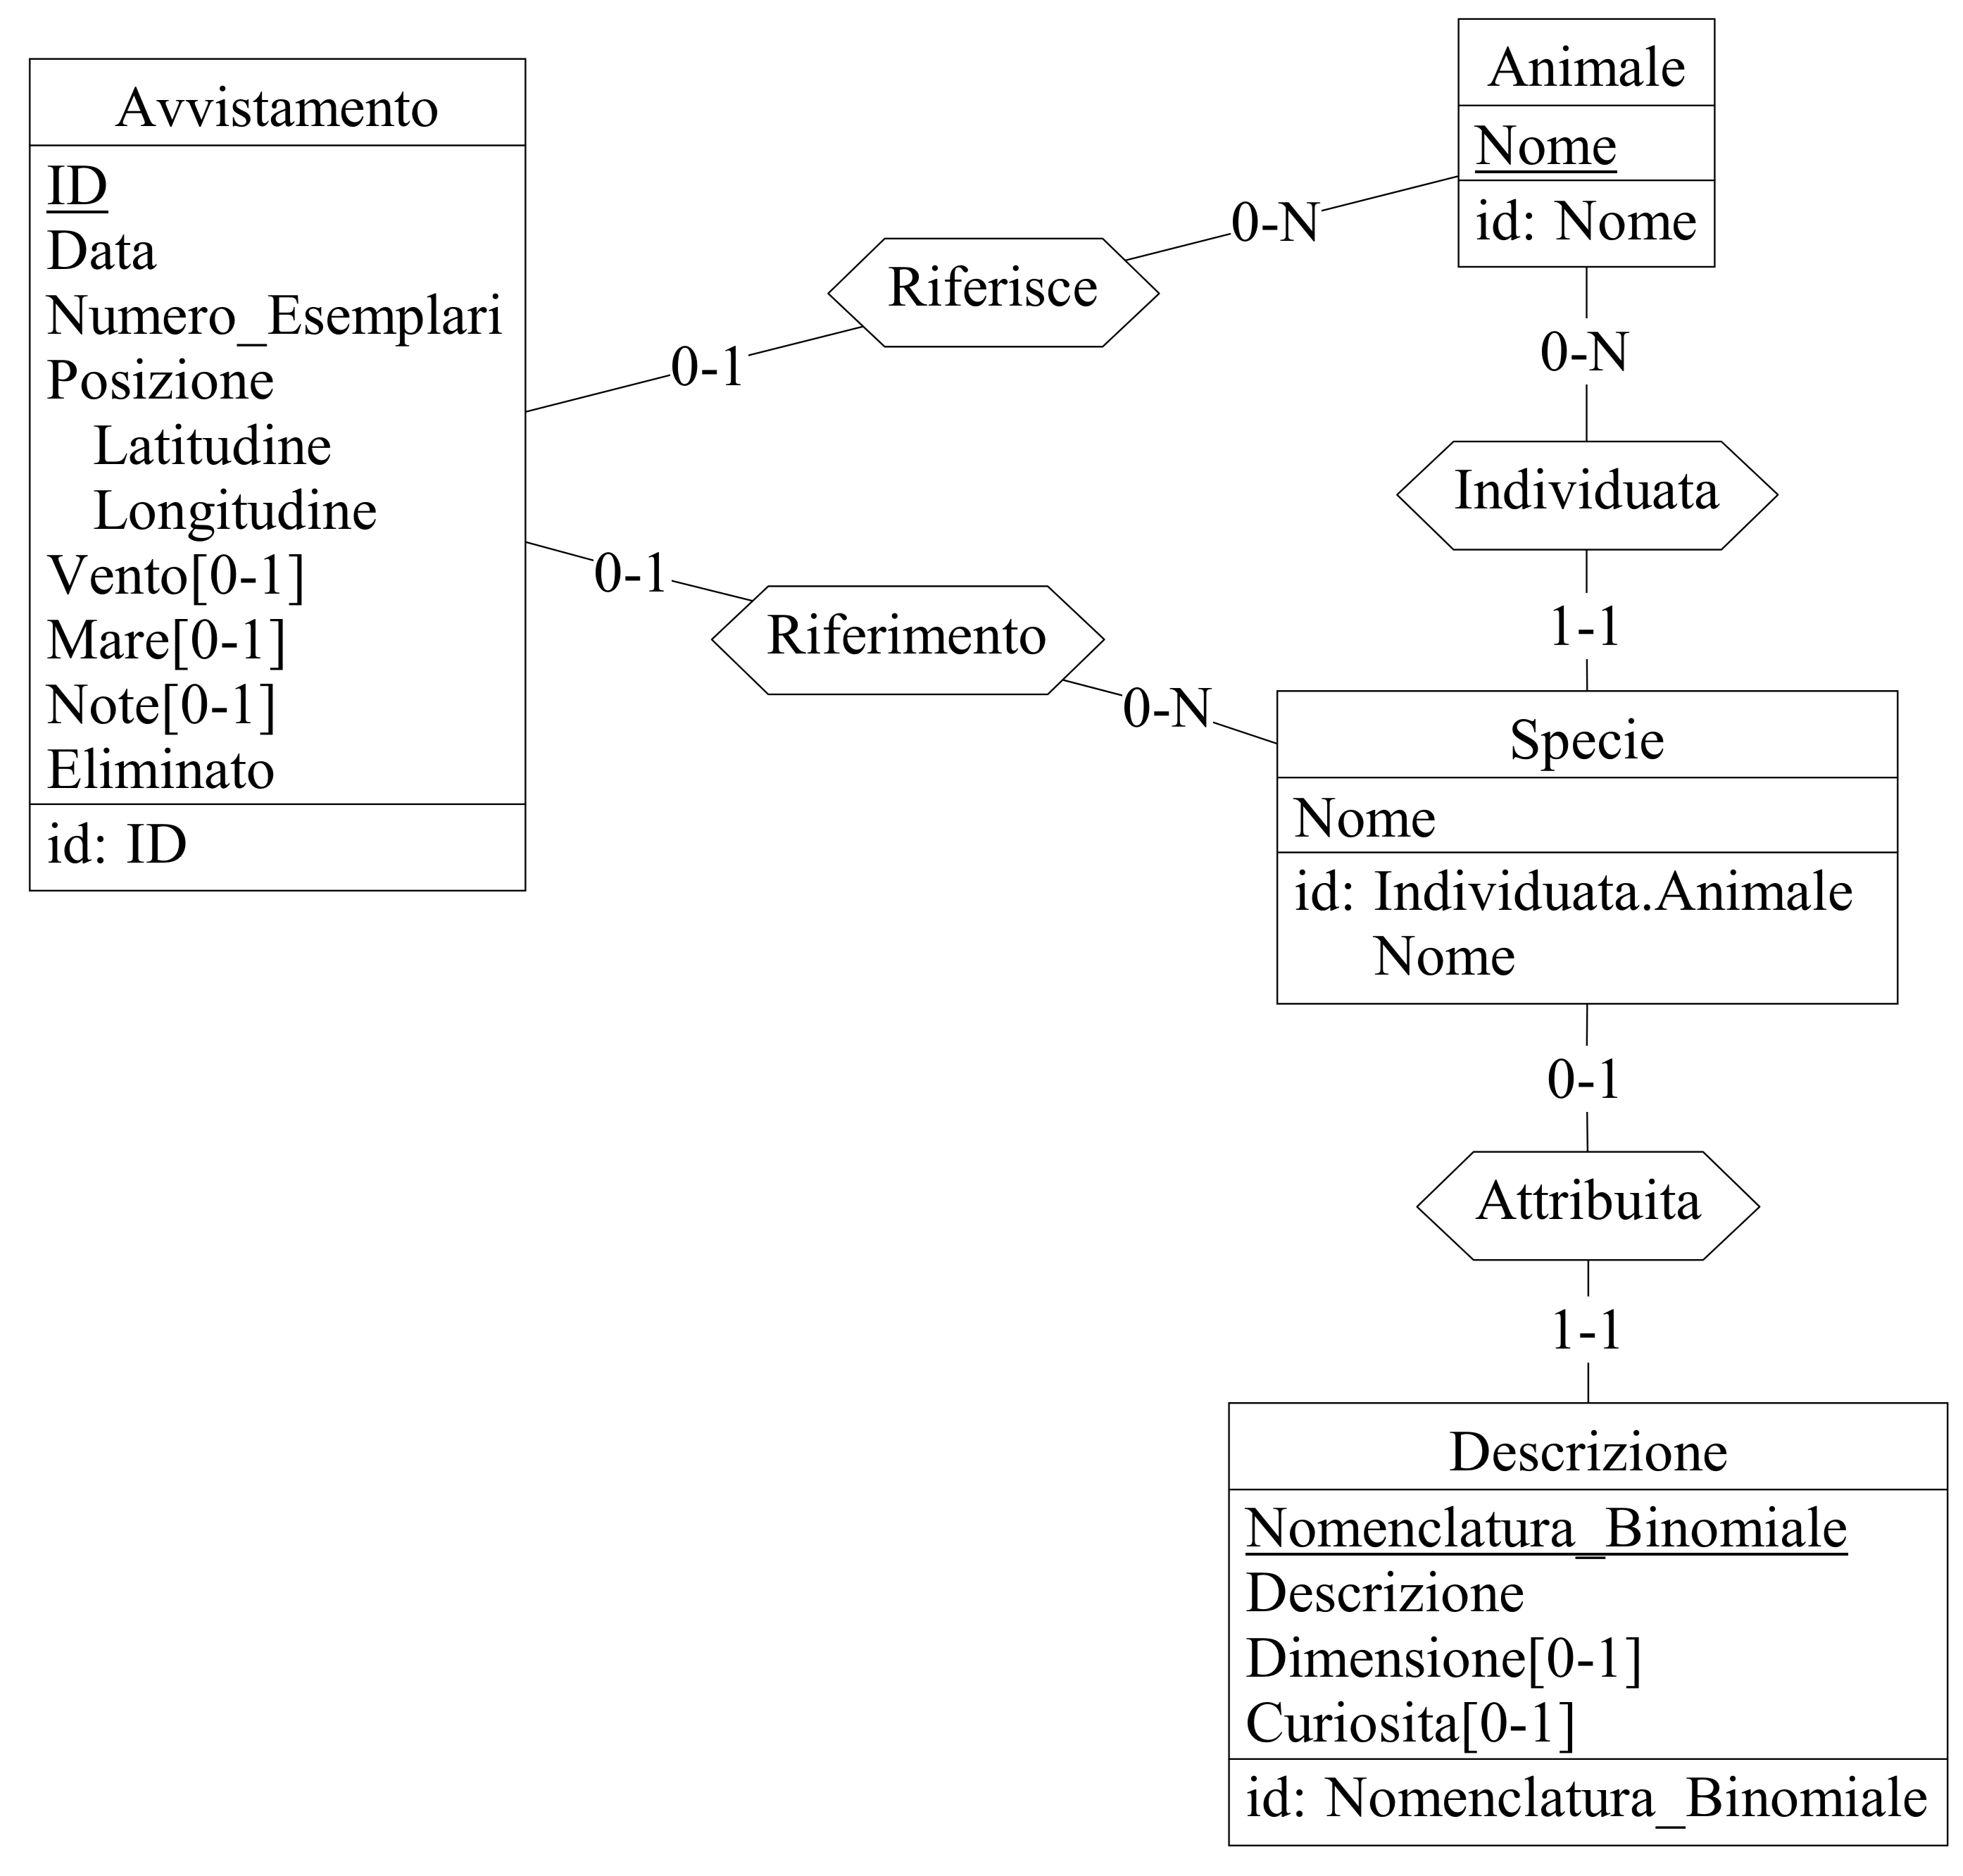 Avvistamento
ID
Data
Numero_Esemplari
Posizione
Latitudine
Longitudine
Vento[0-1]
Mare[0-1]
Note[0-1]
Eliminato
id: ID
0-1
Riferisce
0-N
Animale
Nome
id: Nome
0-N
Individuata
1-1
0-1
Riferimento
0-N
Specie
Nome
id: Individuata.Animale
Nome
0-1
Attribuita
1-1
Descrizione
Nomenclatura_Binomiale
Descrizione
Dimensione[0-1]
Curiosita[0-1]
id: Nomenclatura_Binomiale